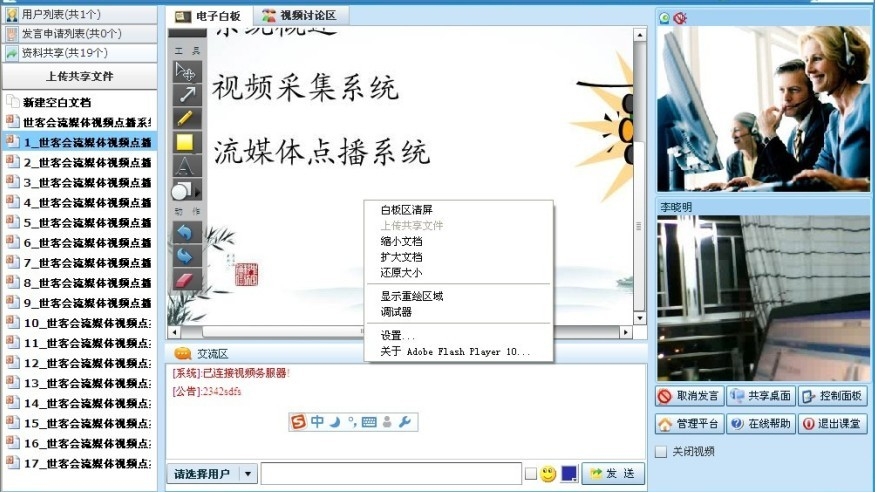 用户列表(共1个)
发言申请列表(共0个)
资料共享(共19个)
上传共享文件
新建空白文档
世客会流媒体视频点播系统
1_世客会流媒体视频点播
2_世客会流媒体视频点播
3_世客会流媒体视频点播
4_世客会流媒体视频点播
5_世客会流媒体视频点播
6_世客会流媒体视频点播
7_世客会流媒体视频点播
8_世客会流媒体视频点播
9_世客会流媒体视频点播
10_世客会流媒体视频点
11_世客会流媒体视频点
12_世客会流媒体视频点
13_世客会流媒体视频点
14_世客会流媒体视频点
15_世客会流媒体视频点
16_世客会流媒体视频点
17_世客会流媒体视频点
电子白板
视频讨论区
工 具
动 作
系统概述
视频采集系统
流媒体点播系统
白板区清屏
上传共享文件
缩小文档
扩大文档
还原大小
显示重绘区域
调试器
设置...
关于 Adobe Flash Player 10...
交流区
[系统]:已连接视频务服器!
[公告]:2342sdfs
中
请选择用户
发 送
李晓明
取消发言
共享桌面
控制面板
管理平台
在线帮助
退出课堂
关闭视频